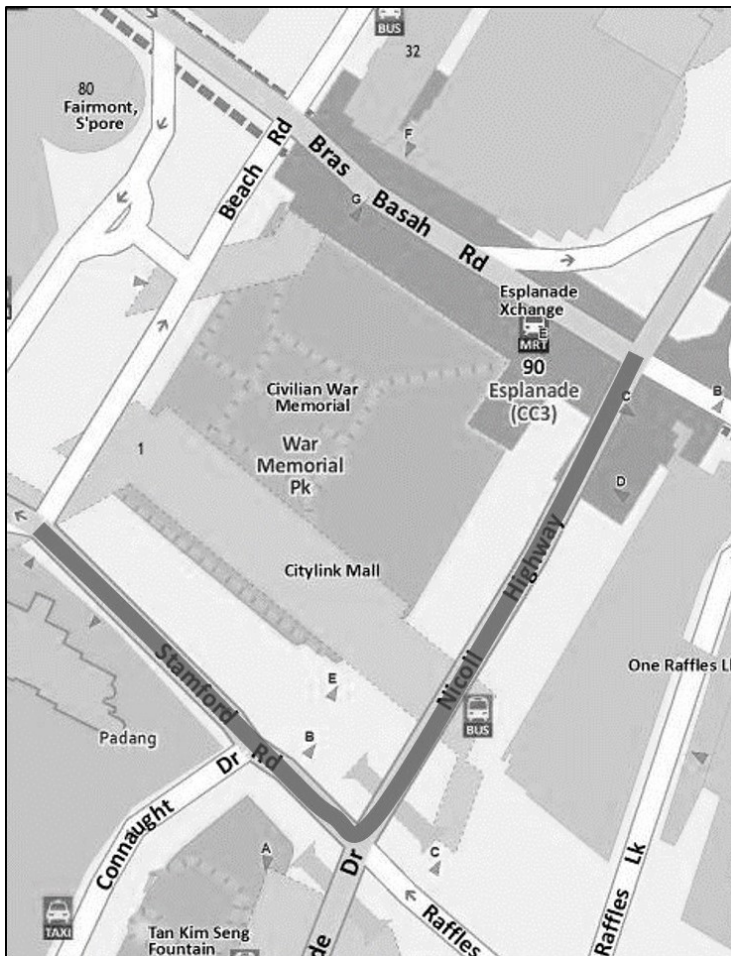 BUS
32
80
Fairmont,
S'pore
F
Beach Rd
Bras Basah Rd
G
Esplanade
Xchange
E
MRT
90
Esplanade
(CC3)
B
C
Civilian War
Memorial
War
Memorial
Pk
1
D
Nicoll Highway
Citylink Mall
Stamford Rd
E
One Raffles L
BUS
Padang
B
Connaught Dr
A
C
Dr
de
Raffles
Raffles Lk
TAXI
Tan Kim Seng
Fountain